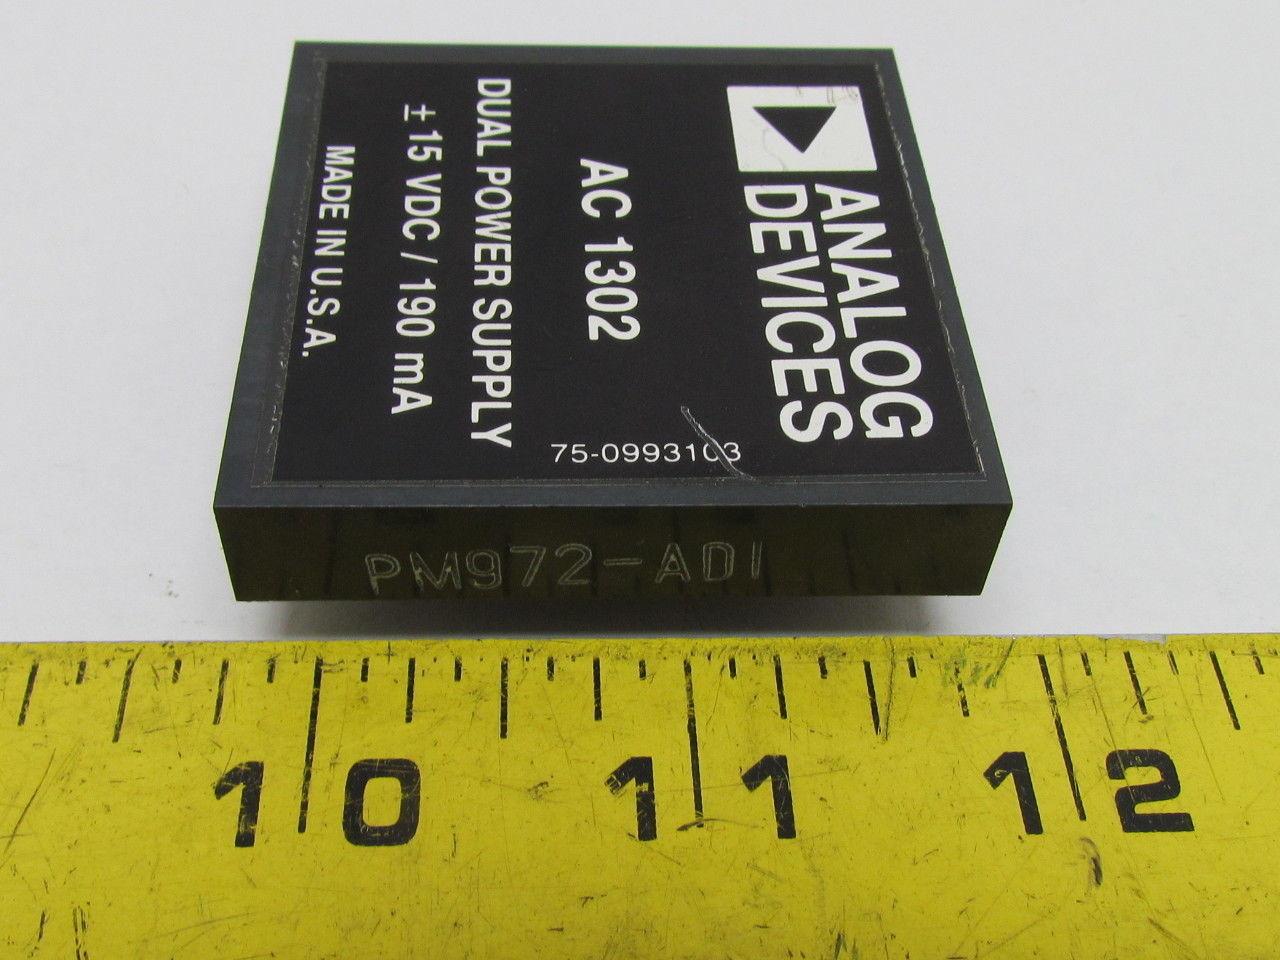 ANALOG
DEVICES
AC 1302
DUAL POWER SUPPLY
± 15 VDC / 190 mA
MADE IN U.S.A.
75-0993103
PM972-ADI
10 11 12